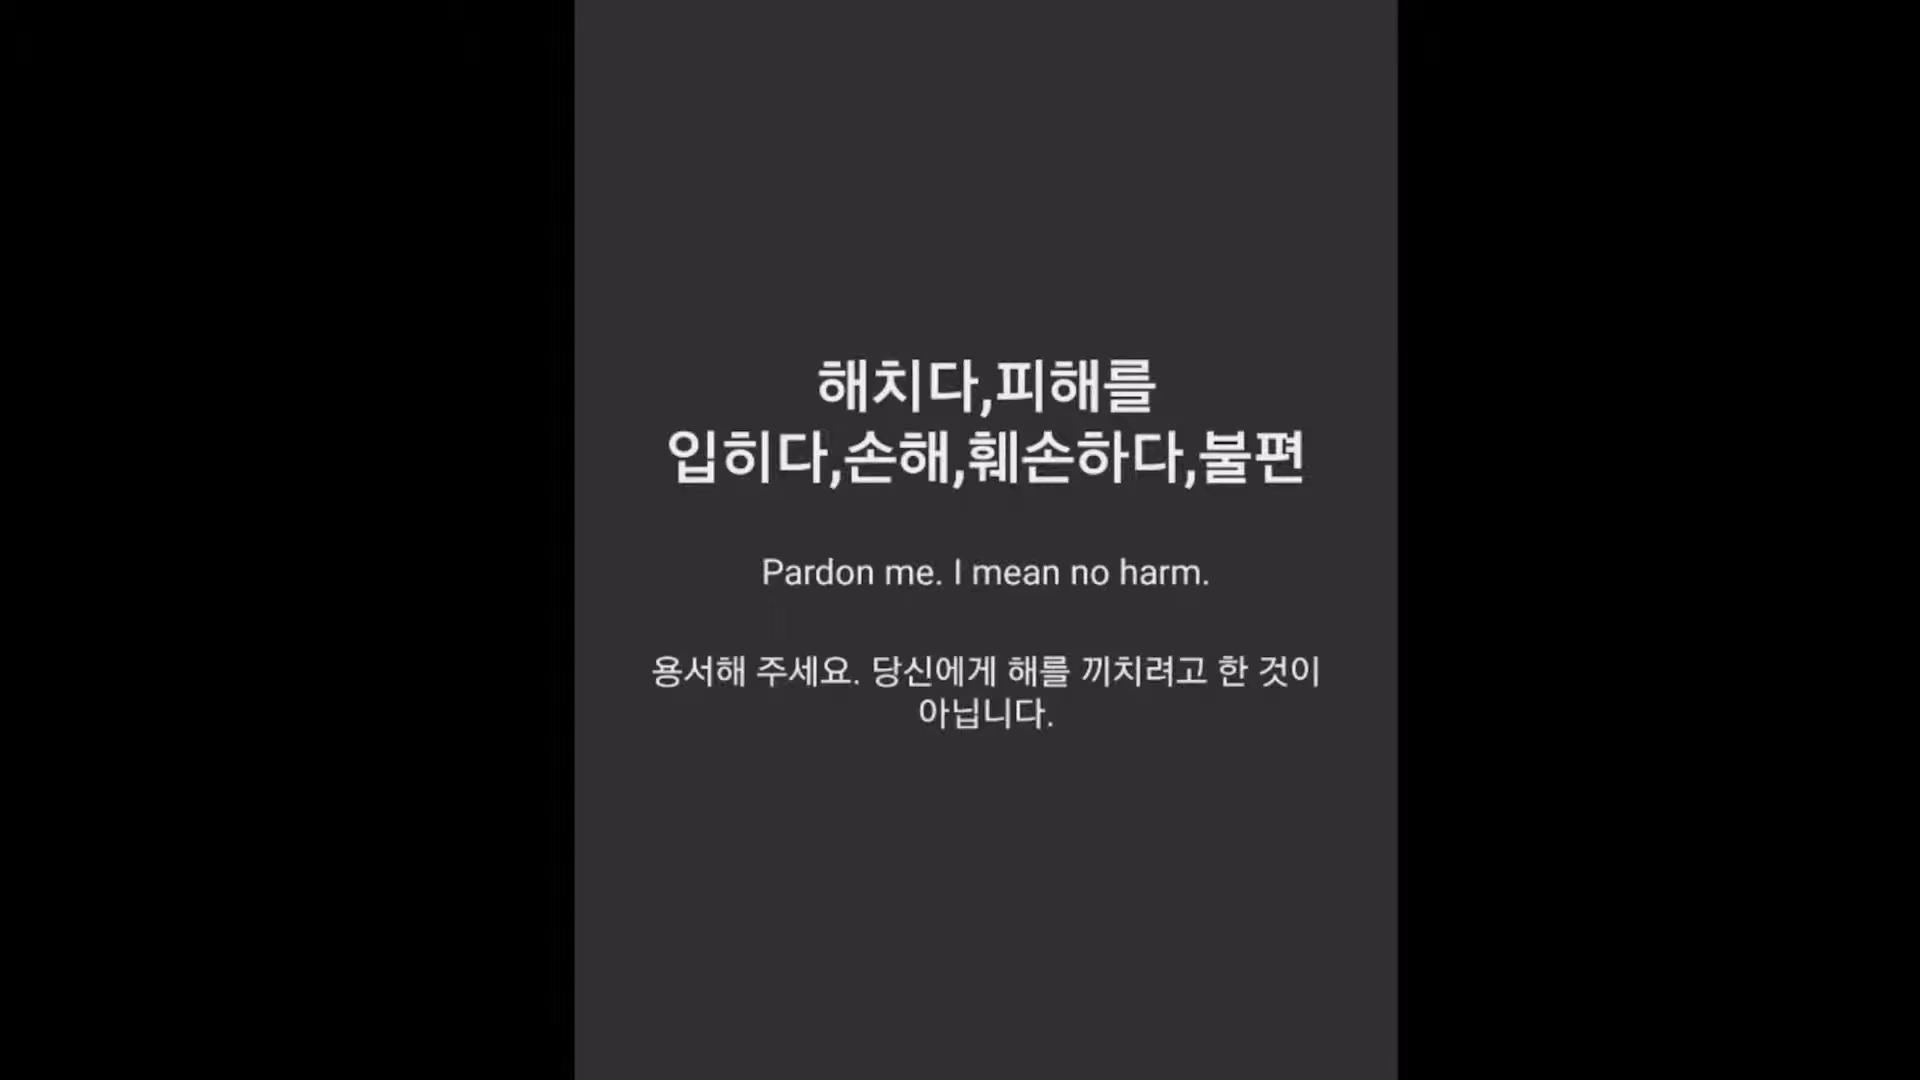 해치다,피해를
입히다,손해,훼손하다,불편
Pardon me. I mean no harm.
용서해 주세요. 당신에게 해를 끼치려고 한 것이
아닙니다.